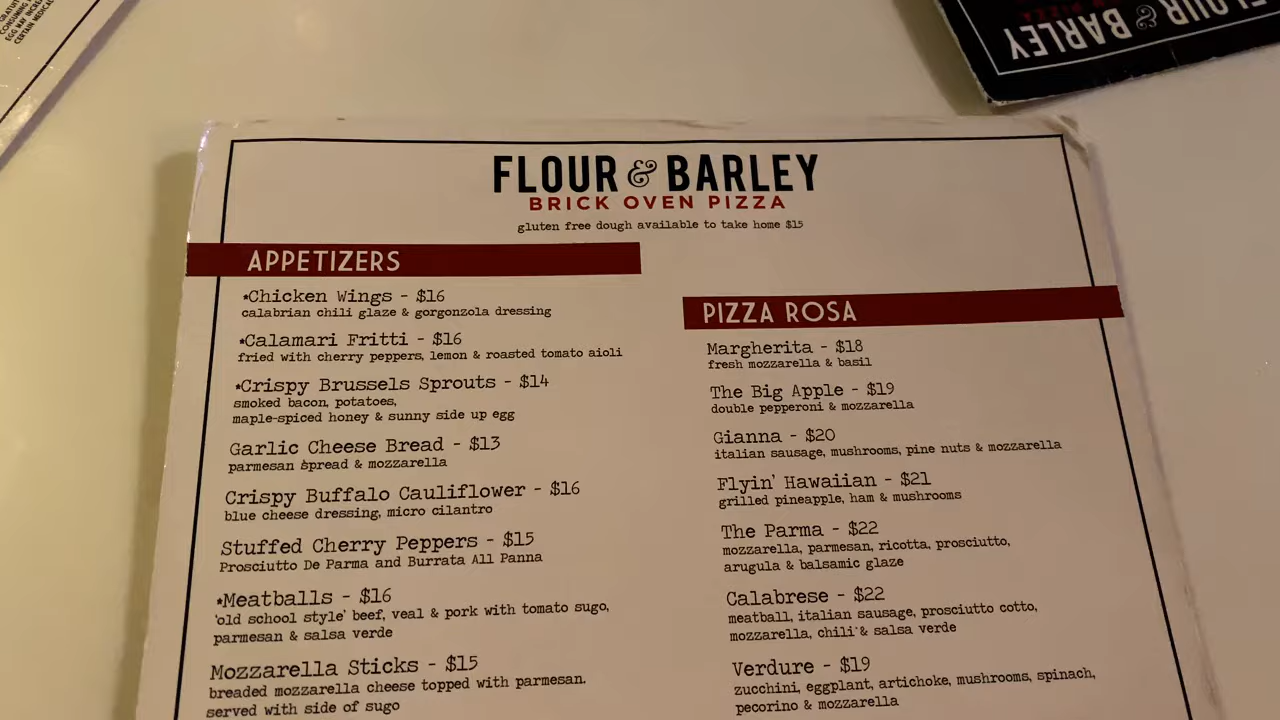 GRATUIT
CONSUMING
EGG MAY INCRE
CERTAIN MEDICA
FLOUR & BARLEY
FLOUR & BARLEY
BRICK OVEN PIZZA
gluten free dough available to take home $15
APPETIZERS
*Chicken Wings - $16
calabrian chili glaze & gorgonzola dressing
*Calamari Fritti - $16
fried with cherry peppers, lemon & roasted tomato aioli
*Crispy Brussels Sprouts - $14
smoked bacon, potatoes,
maple-spiced honey & sunny side up egg
Garlic Cheese Bread - $13
parmesan spread & mozzarella
Crispy Buffalo Cauliflower - $16
blue cheese dressing, micro cilantro
Stuffed Cherry Peppers - $15
Prosciutto De Parma and Burrata All Panna
*Meatballs - $16
'old school style' beef, veal & pork with tomato sugo,
parmesan & salsa verde
Mozzarella Sticks - $15
breaded mozzarella cheese topped with parmesan.
served with side of sugo
PIZZA ROSA
Margherita - $18
fresh mozzarella & basil
The Big Apple - $19
double pepperoni & mozzarella
Gianna - $20
italian sausage, mushrooms, pine nuts & mozzarella
Flyin' Hawaiian - $21
grilled pineapple, ham & mushrooms
The Parma - $22
mozzarella, parmesan, ricotta, prosciutto,
arugula & balsamic glaze
Calabrese - $22
meatball, italian sausage, prosciutto cotto,
mozzarella, chili & salsa verde
Verdure - $19
zucchini, eggplant, artichoke, mushrooms, spinach,
pecorino & mozzarella